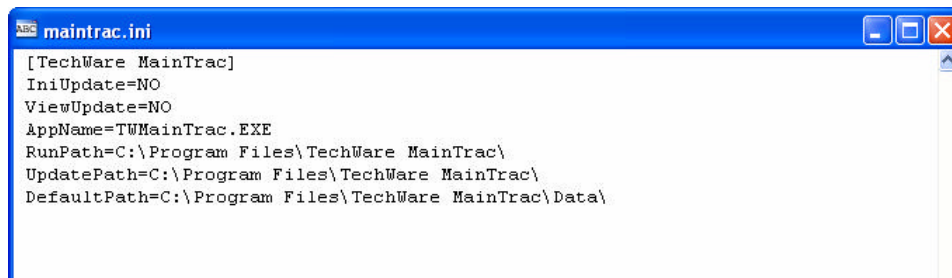 ABC maintrac.ini
[TechWare MainTrac]
IniUpdate=NO
ViewUpdate=NO
AppName=TWMainTrac.EXE
RunPath=C:\Program Files\TechWare MainTrac\
UpdatePath=C:\Program Files\TechWare MainTrac\
DefaultPath=C:\Program Files\TechWare MainTrac\Data\